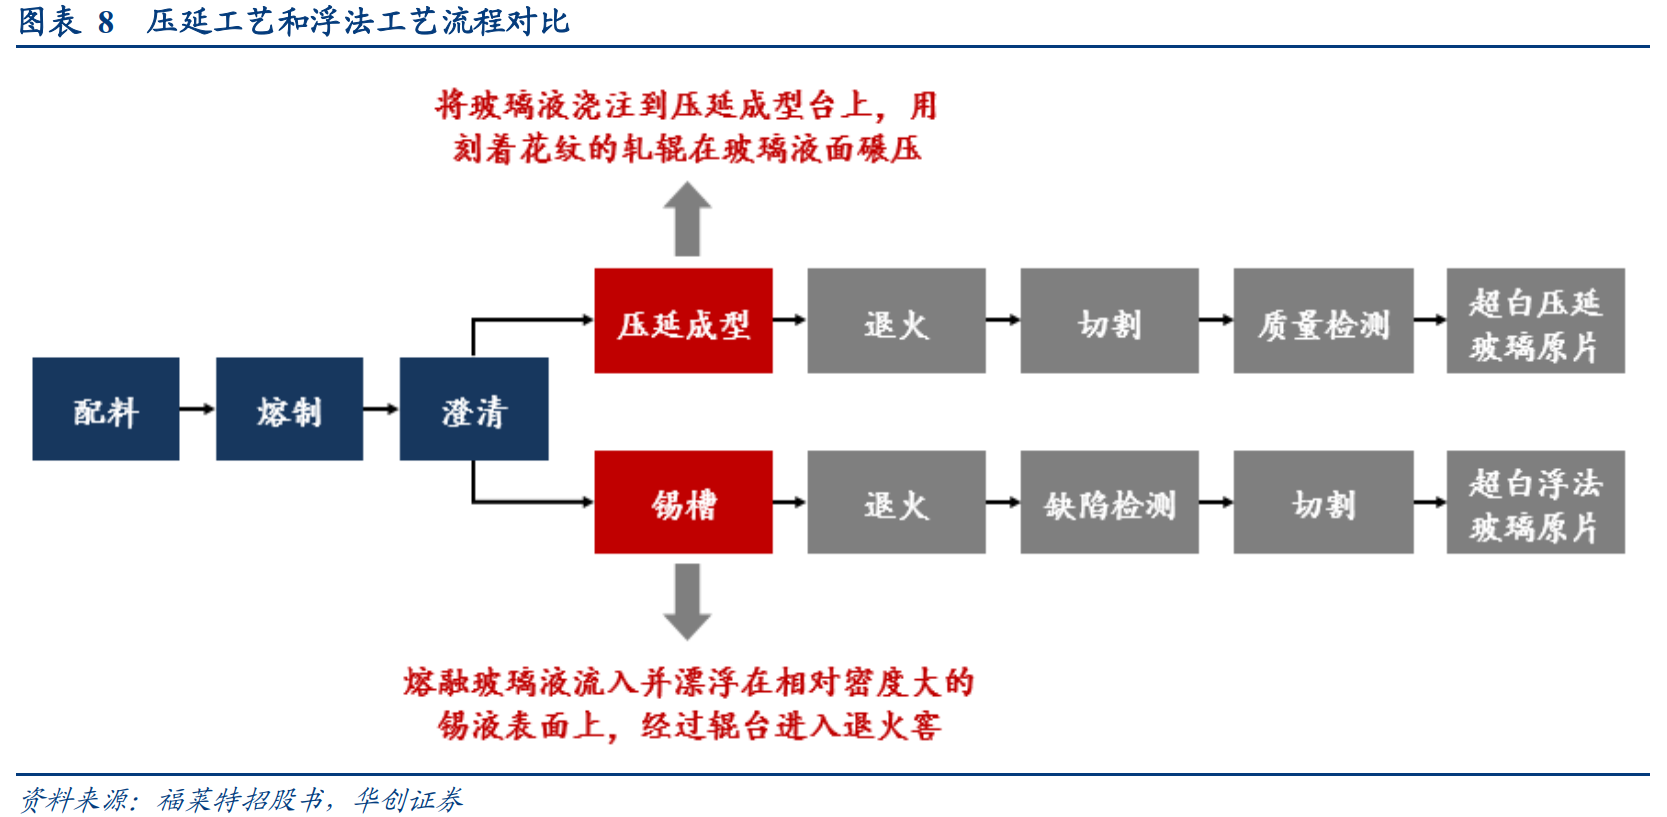 图表 8 压延工艺和浮法工艺流程对比
将玻璃液浇注到压延成型台上，用
刻着花纹的轧辊在玻璃液面碾压
压延成型
退火
切割
质量检测
超白压延
玻璃原片
配料
熔制
澄清
锡槽
退火
缺陷检测
切割
超白浮法
玻璃原片
熔融玻璃液流入并漂浮在相对密度大的
锡液表面上，经过辊台进入退火窖
资料来源：福莱特招股书，华创证券